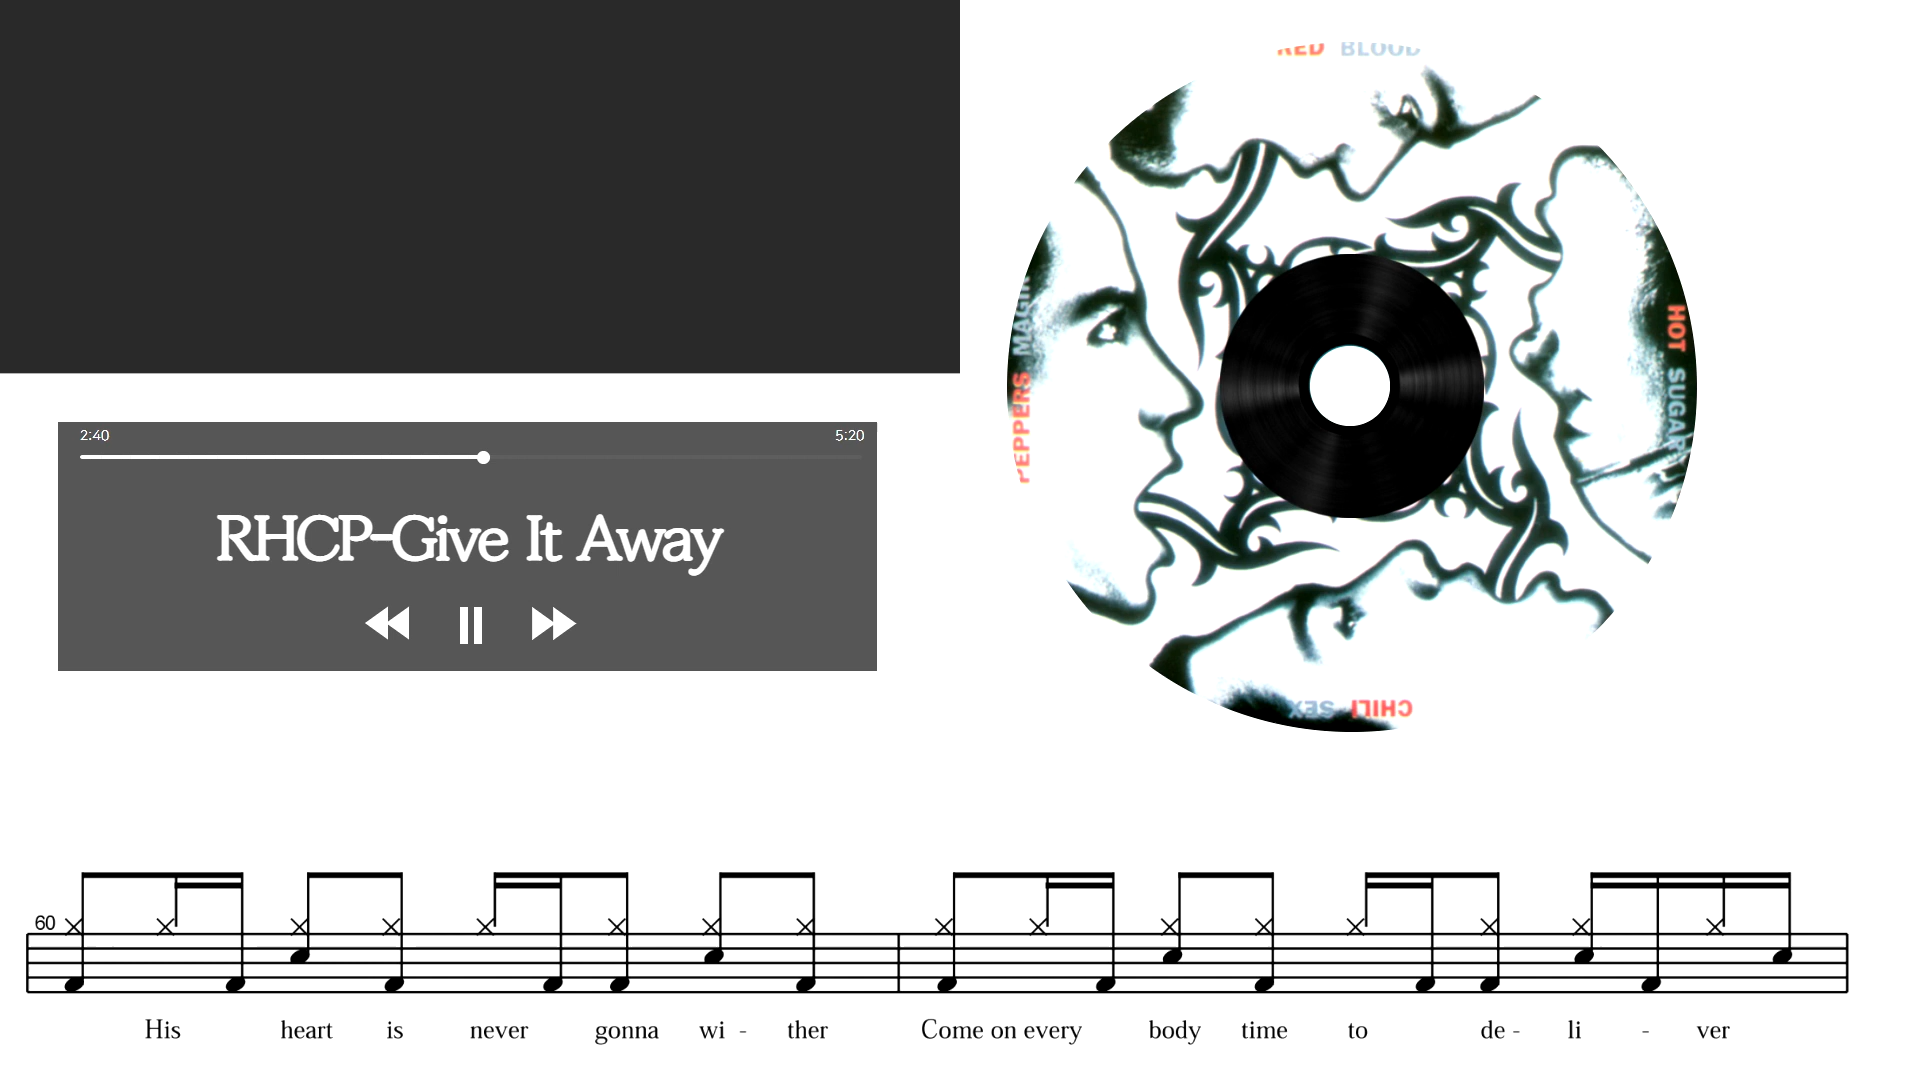 RED BLOOD
HOT SUGAR
PEPPERS MAGIK
CHILI SEX
2:40 5:20
RHCP-Give It Away
60
His heart is never gonna wi - ther Come on every body time to de - li - ver